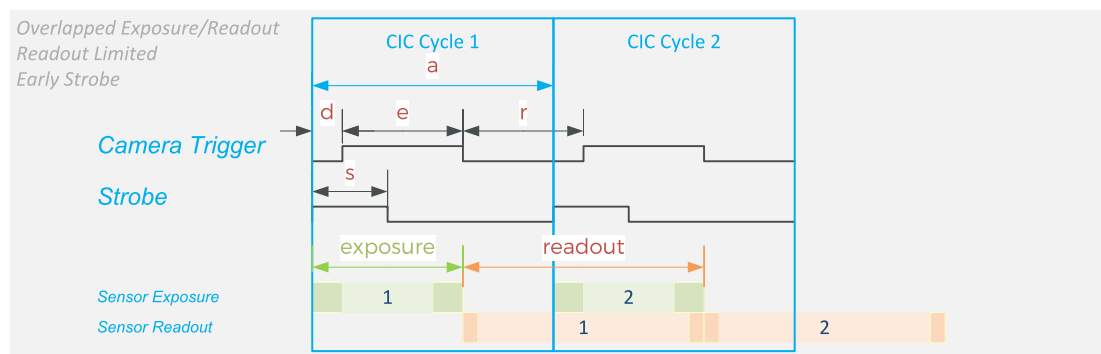 Overlapped Exposure/Readout
Readout Limited
Early Strobe
CIC Cycle 1
CIC Cycle 2
a
d
e
r
Camera Trigger
s
Strobe
exposure
readout
Sensor Exposure
1
2
Sensor Readout
1
2